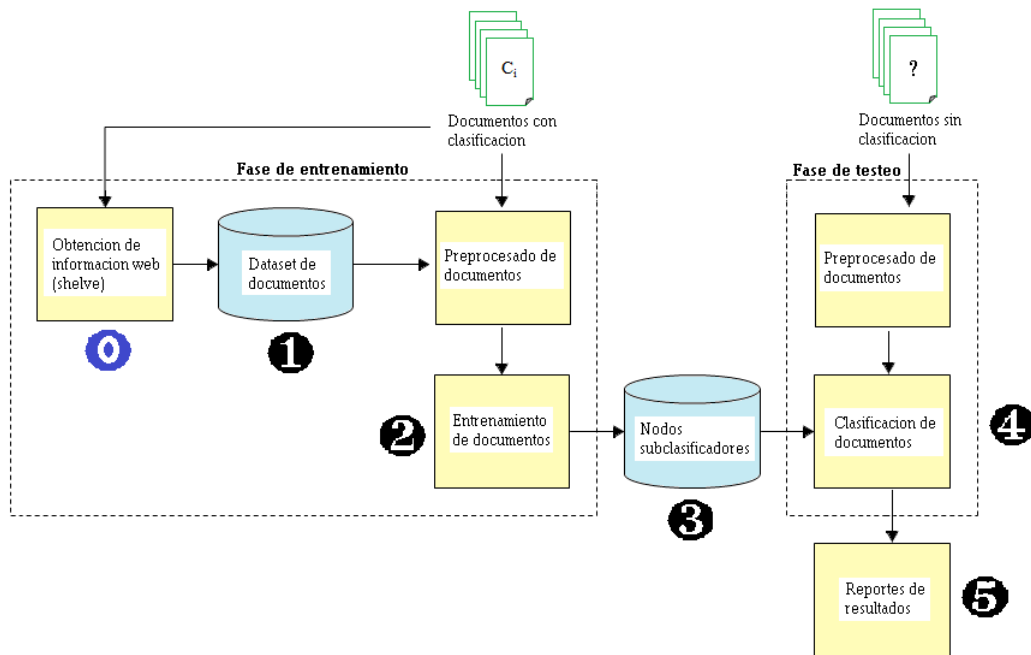 Ci
?
Documentos con
clasificacion
Documentos sin
clasificacion
Fase de entrenamiento
Fase de testeo
Obtencion de
informacion web
(shelve)
Dataset de
documentos
Preprocesado de
documentos
Preprocesado de
documentos
0
1
2
Entrenamiento
de documentos
Nodos
subclasificadores
Clasificacion de
documentos
4
3
Reportes de
resultados
5